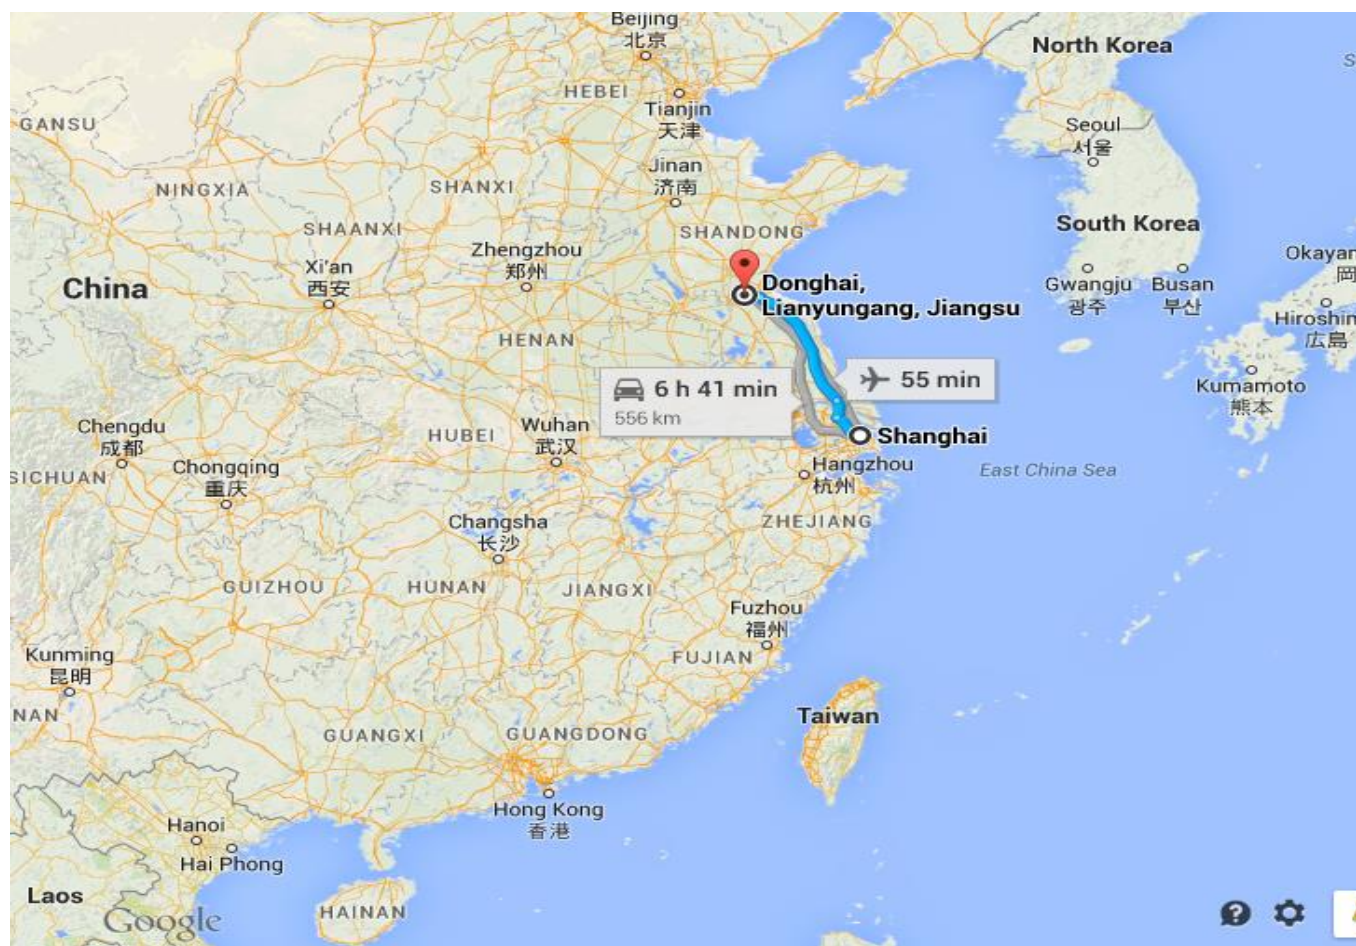 Beijing
北京
North Korea
HEBEI
Tianjin
天津
GANSU
Seoul
서울
Jinan
济南
NINGXIA
SHANXI
SHAANXI
SHANDONG
South Korea
Zhengzhou
郑州
Xi'an
西安
China
Donghai,
Lianyungang, Jiangsu
Gwangju
광주
Busan
부산
Okayam
岡
Hiroshin
広島
HENAN
6 h 41 min
556 km
55 min
Kumamoto
熊本
Chengdu
成都
HUBEI
Wuhan
武汉
Shanghai
SICHUAN
Chongqing
重庆
Hangzhou
杭州
East China Sea
Changsha
长沙
ZHEJIANG
GUIZHOU
HUNAN
JIANGXI
Fuzhou
福州
Kunming
昆明
FUJIAN
NAN
Taiwan
GUANGXI
GUANGDONG
Hong Kong
香港
Hanoi
Hai Phong
Laos
Google
HAINAN